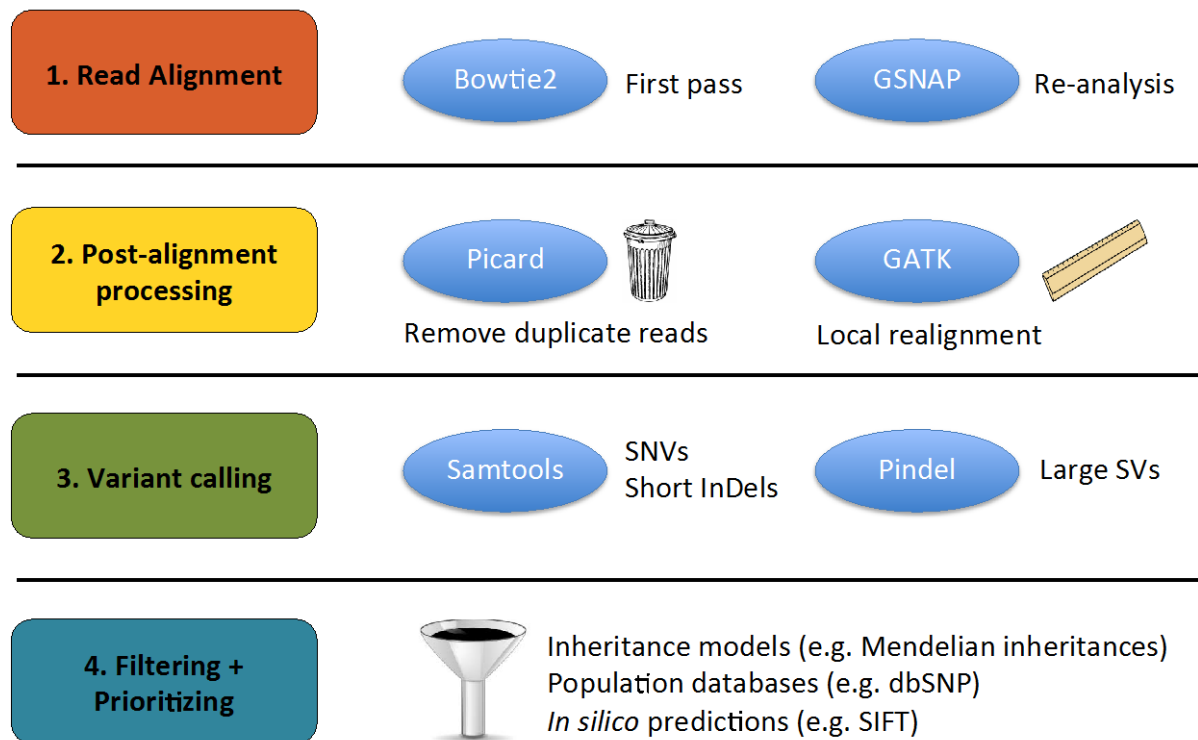 1. Read Alignment
Bowtie2
First pass
GSNAP
Re-analysis
2. Post-alignment
processing
Picard
Remove duplicate reads
GATK
Local realignment
3. Variant calling
Samtools
SNVs
Short InDels
Pindel
Large SVs
4. Filtering +
Prioritizing
Inheritance models (e.g. Mendelian inheritances)
Population databases (e.g. dbSNP)
In silico predictions (e.g. SIFT)